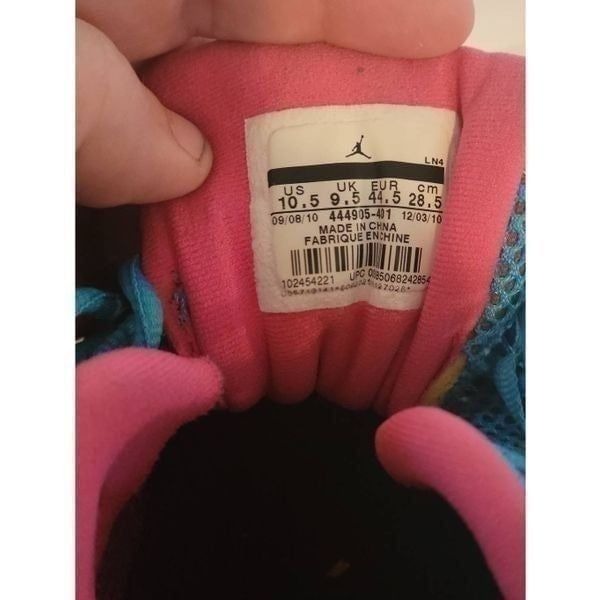 LN4
US UK EUR cm
10.5 9.5 44.5 28.5
09/08/10 444905-401 12/03/10
MADE IN CHINA
FABRIQUE EN CHINE
102454221 UPC